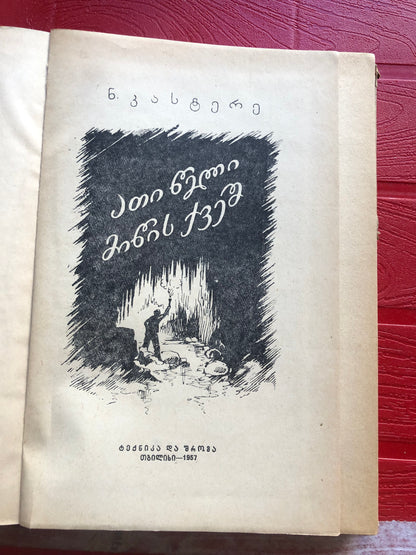 ნ. კასტერე
ათი წელი
მიწის ქვეშ
ტექნიკა და შრომა
თბილისი—1957